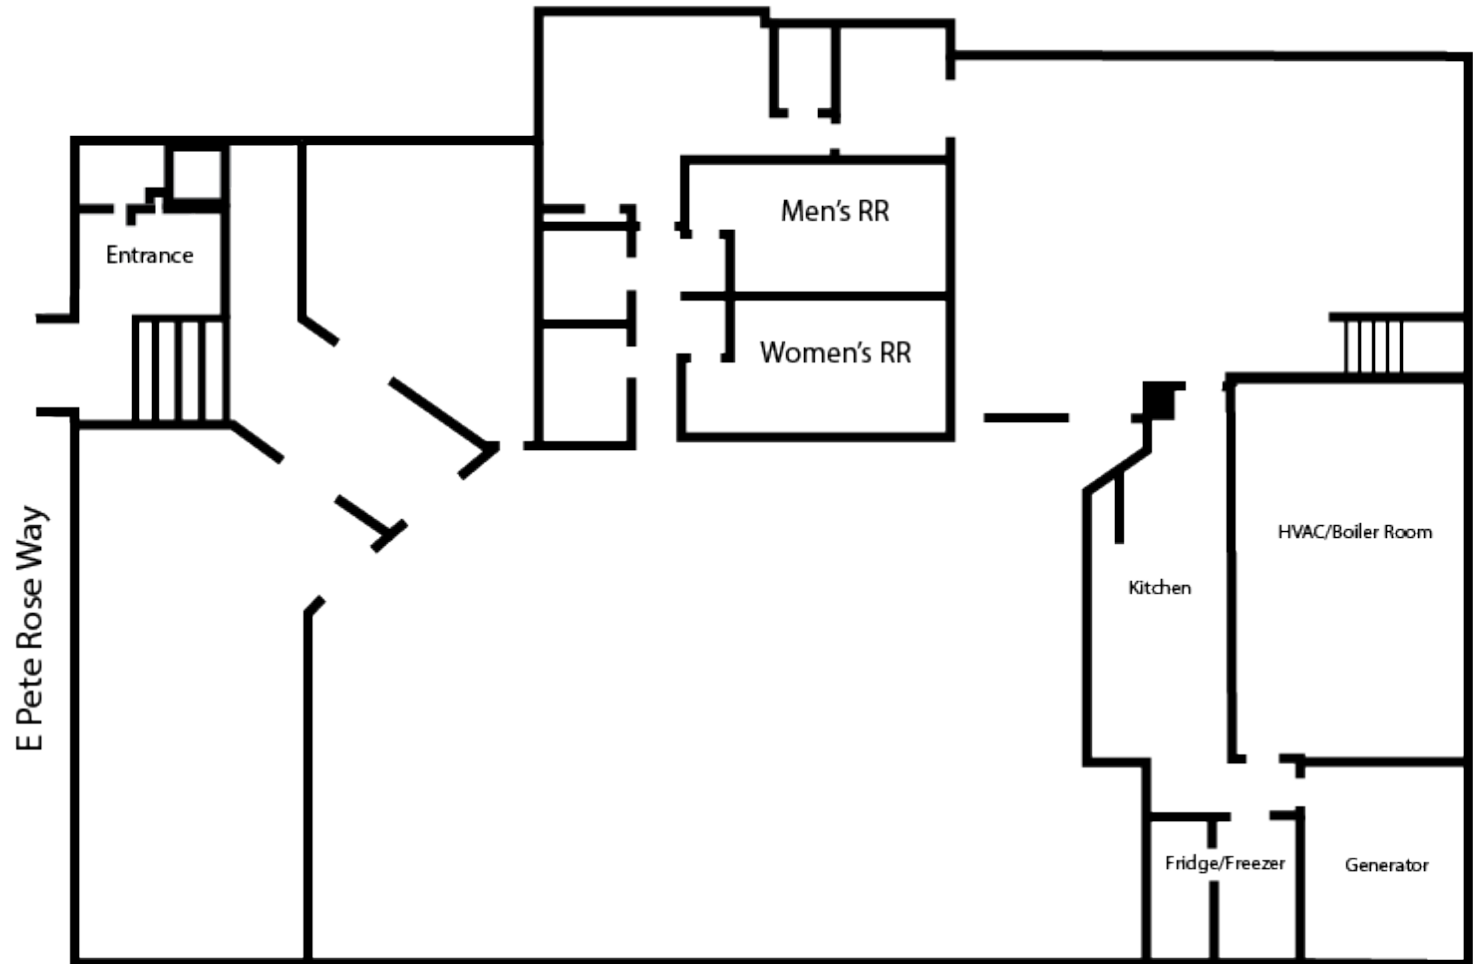 Men's RR
Entrance
Women's RR
E Pete Rose Way
HVAC/Boiler Room
Kitchen
Fridge/Freezer
Generator